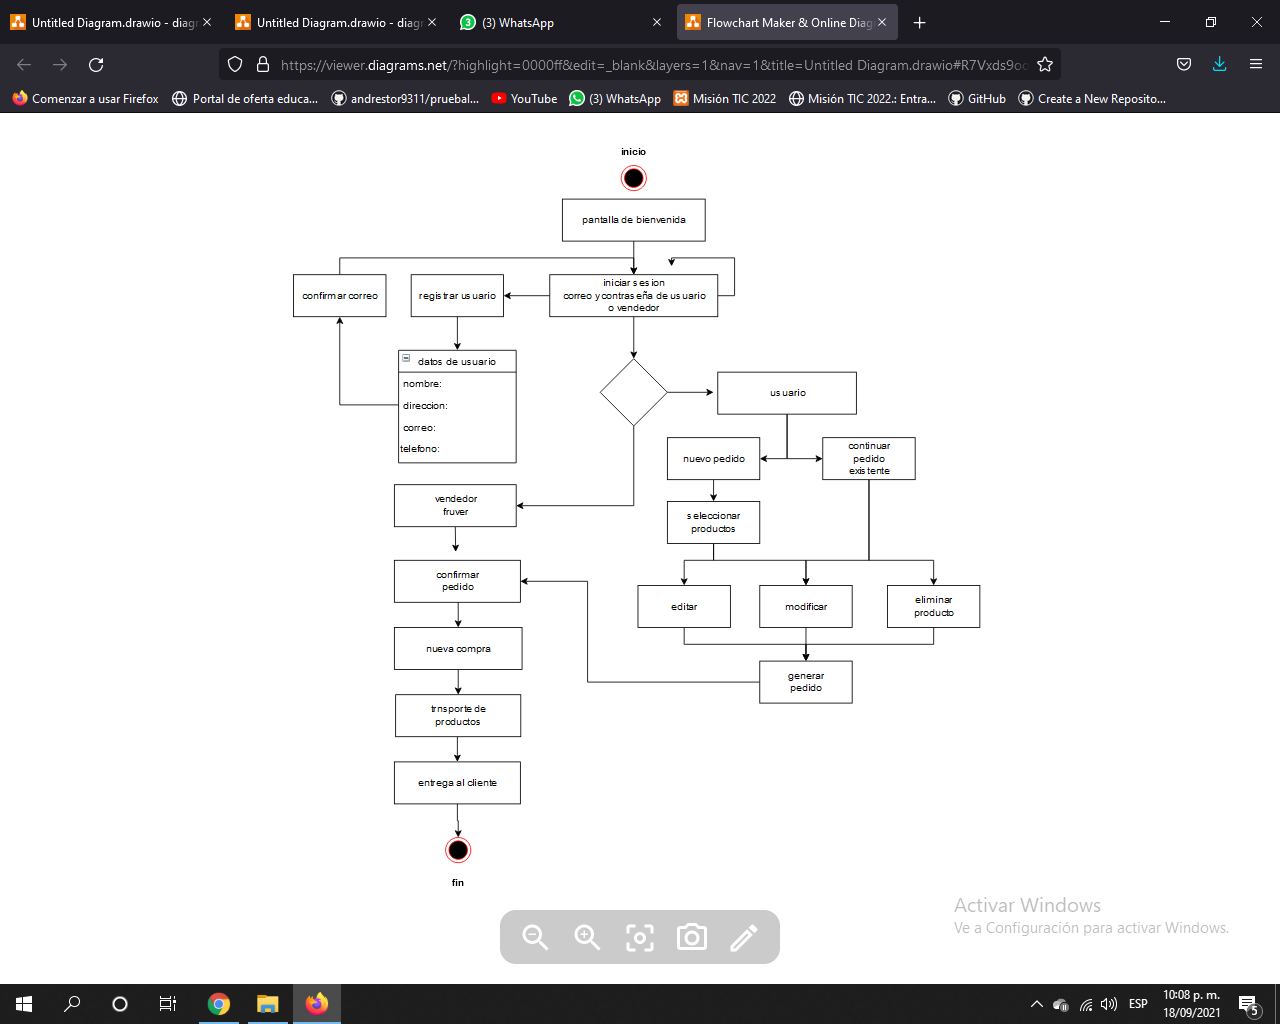 Untitled Diagram.drawio - diagr
Untitled Diagram.drawio - diagr
3
(3) WhatsApp
Flowchart Maker & Online Diag
https://viewer.diagrams.net/?highlight=0000ff&edit=_blank&layers=1&nav=1&title=Untitled Diagram.drawio#R7Vxds9oo
Comenzar a usar Firefox
Portal de oferta educa...
andrestor9311/pruebal...
YouTube
(3) WhatsApp
Misión TIC 2022
Misión TIC 2022.: Entra...
GitHub
Create a New Reposito...
inicio
pantalla de bienvenida
confirmar correo
registrar usuario
iniciar sesion
correo y contraseña de usuario
o vendedor
datos de usuario
nombre:
direccion:
correo:
telefono:
usuario
nuevo pedido
continuar
pedido
existente
vendedor
fruver
seleccionar
productos
confirmar
pedido
editar
modificar
eliminar
producto
nueva compra
generar
pedido
trnsporte de
productos
entrega al cliente
fin
Activar Windows
Ve a Configuración para activar Windows.
ESP
10:08 p. m.
18/09/2021
5